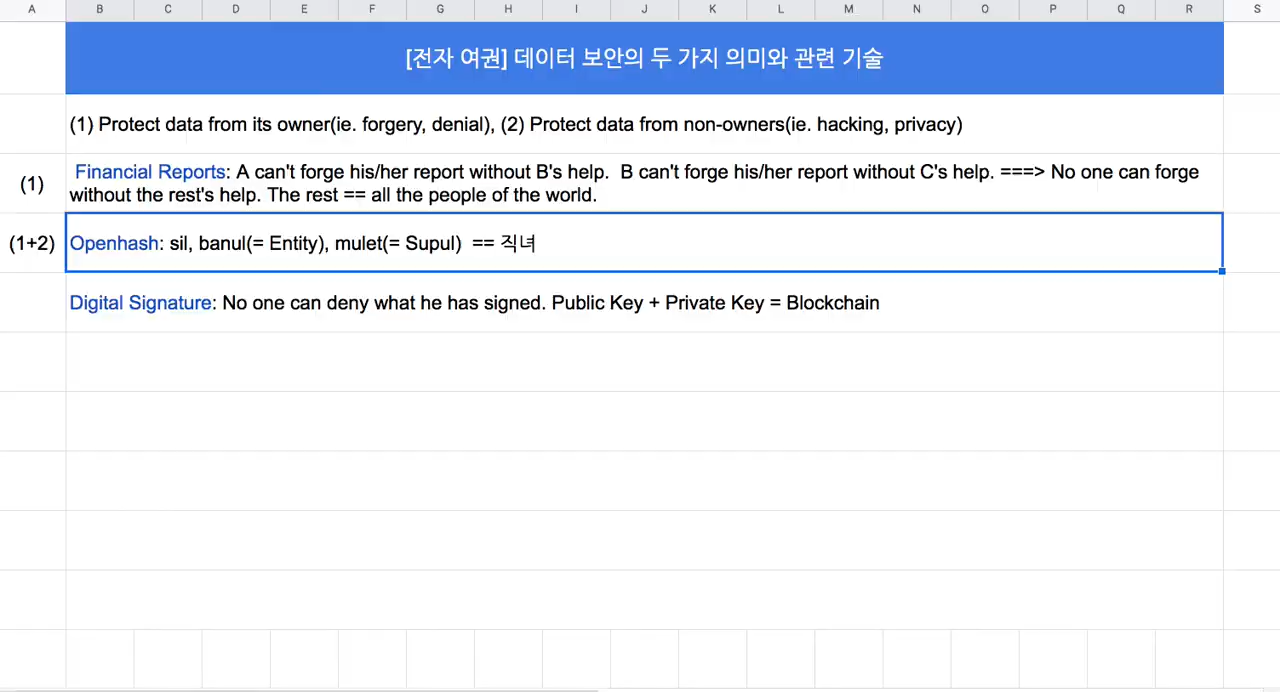 A B C D E F G H I J K L M N O P Q R S
[전자 여권] 데이터 보안의 두 가지 의미와 관련 기술
(1) Protect data from its owner(ie. forgery, denial), (2) Protect data from non-owners(ie. hacking, privacy)
(1) Financial Reports: A can't forge his/her report without B's help.  B can't forge his/her report without C's help. ===> No one can forge
without the rest's help. The rest == all the people of the world.
(1+2) Openhash: sil, banul(= Entity), mulet(= Supul)  == 직녀
Digital Signature: No one can deny what he has signed. Public Key + Private Key = Blockchain